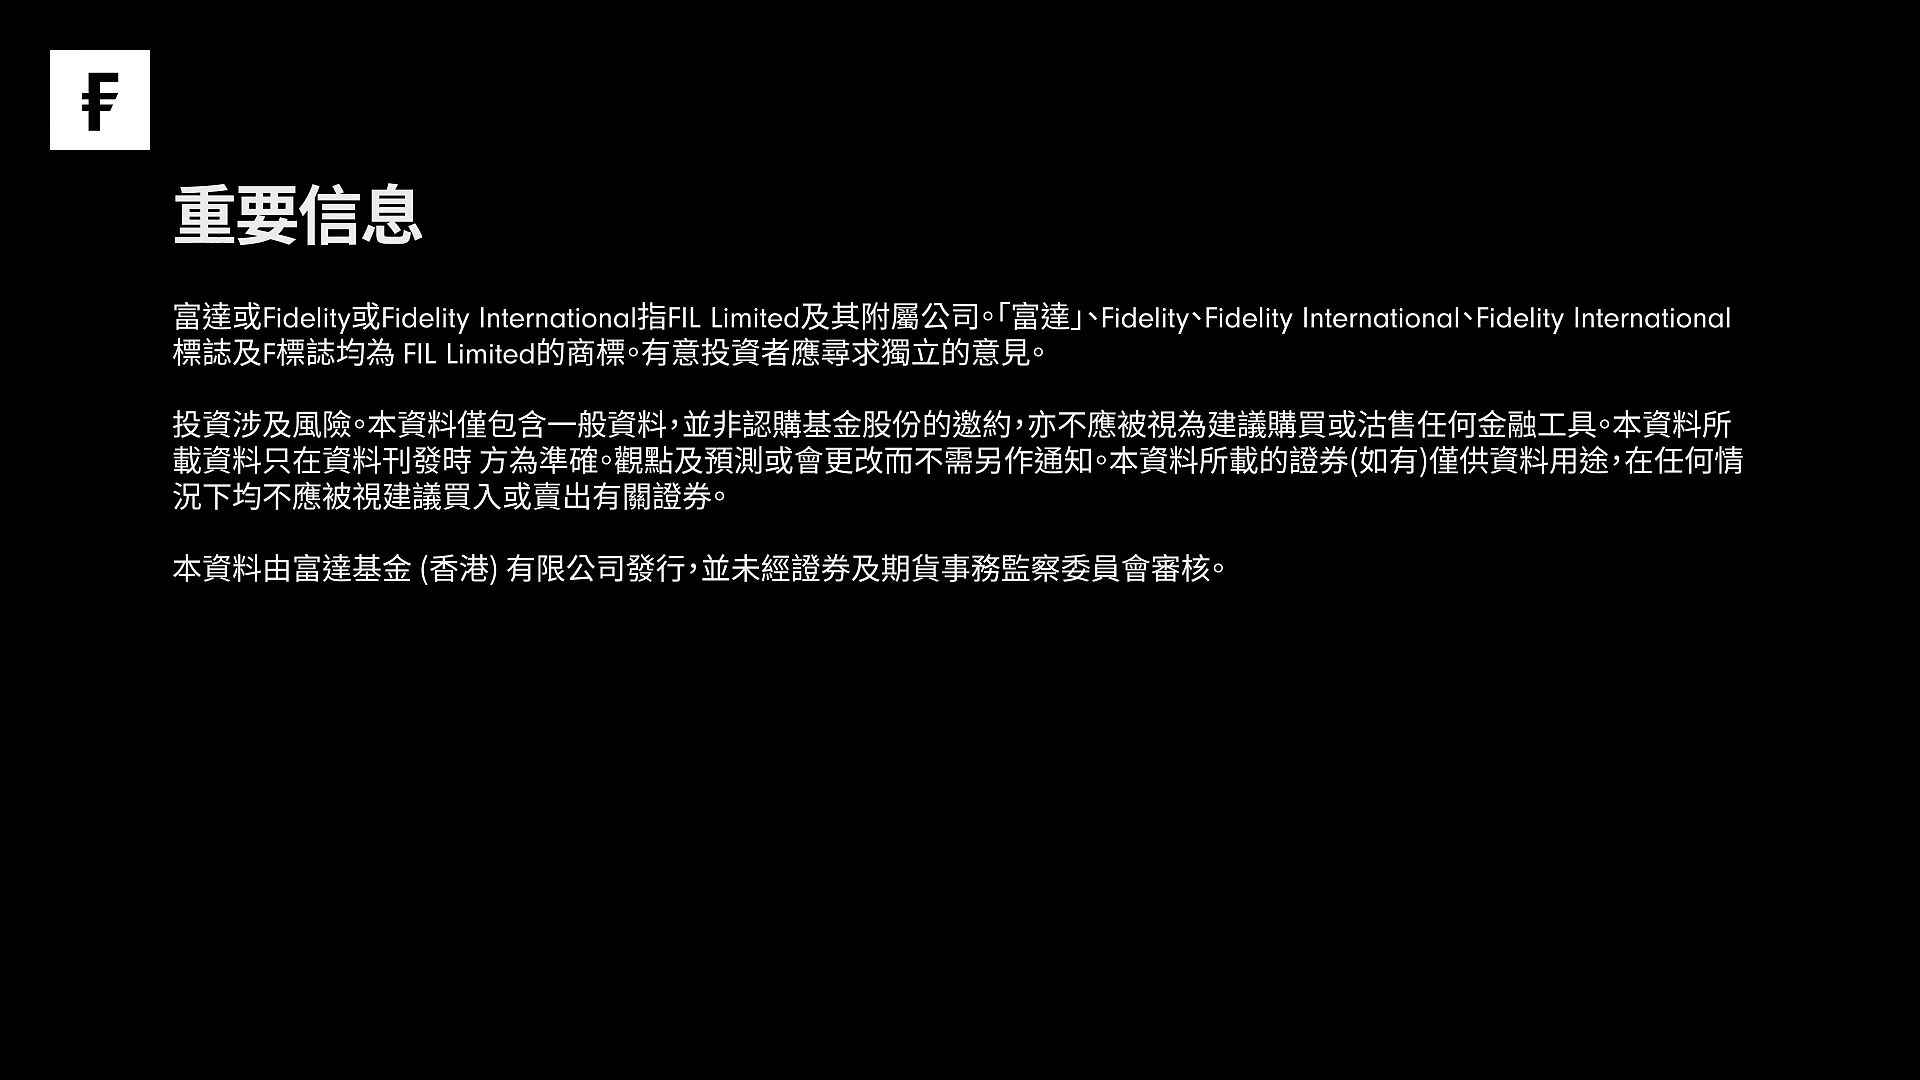 重要信息
富達或Fidelity或Fidelity International指FIL Limited及其附屬公司。「富達」、Fidelity、Fidelity International、Fidelity International
標誌及F標誌均為 FIL Limited的商標。有意投資者應尋求獨立的意見。
投資涉及風險。本資料僅包含一般資料，並非認購基金股份的邀約，亦不應被視為建議購買或沽售任何金融工具。本資料所
載資料只在資料刊發時 方為準確。觀點及預測或會更改而不需另作通知。本資料所載的證券(如有)僅供資料用途，在任何情
況下均不應被視建議買入或賣出有關證券。
本資料由富達基金 (香港) 有限公司發行，並未經證券及期貨事務監察委員會審核。